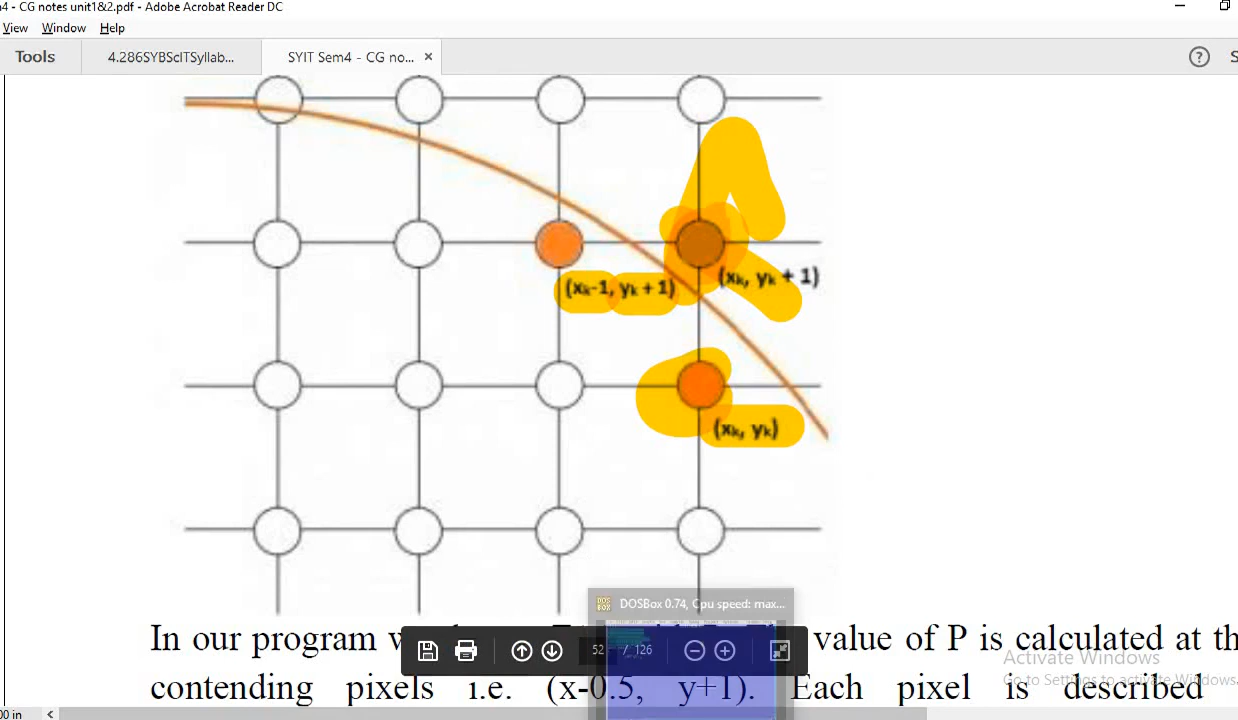 4 - CG notes unit1&2.pdf - Adobe Acrobat Reader DC
View Window Help
Tools 4.286SYBScITSyllab... SYIT Sem4 - CG no... × ?
(xk-1, yk + 1) (xk, yk + 1)
(xk, yk)
DOSBox 0.74, Cpu speed: max...
In our program value of P is calculated at th
52 / 126
Activate Windows
contending pixels i.e. (x-0.5, y+1). Each pixel is described
Go to Settings to activate Windows.
00 in